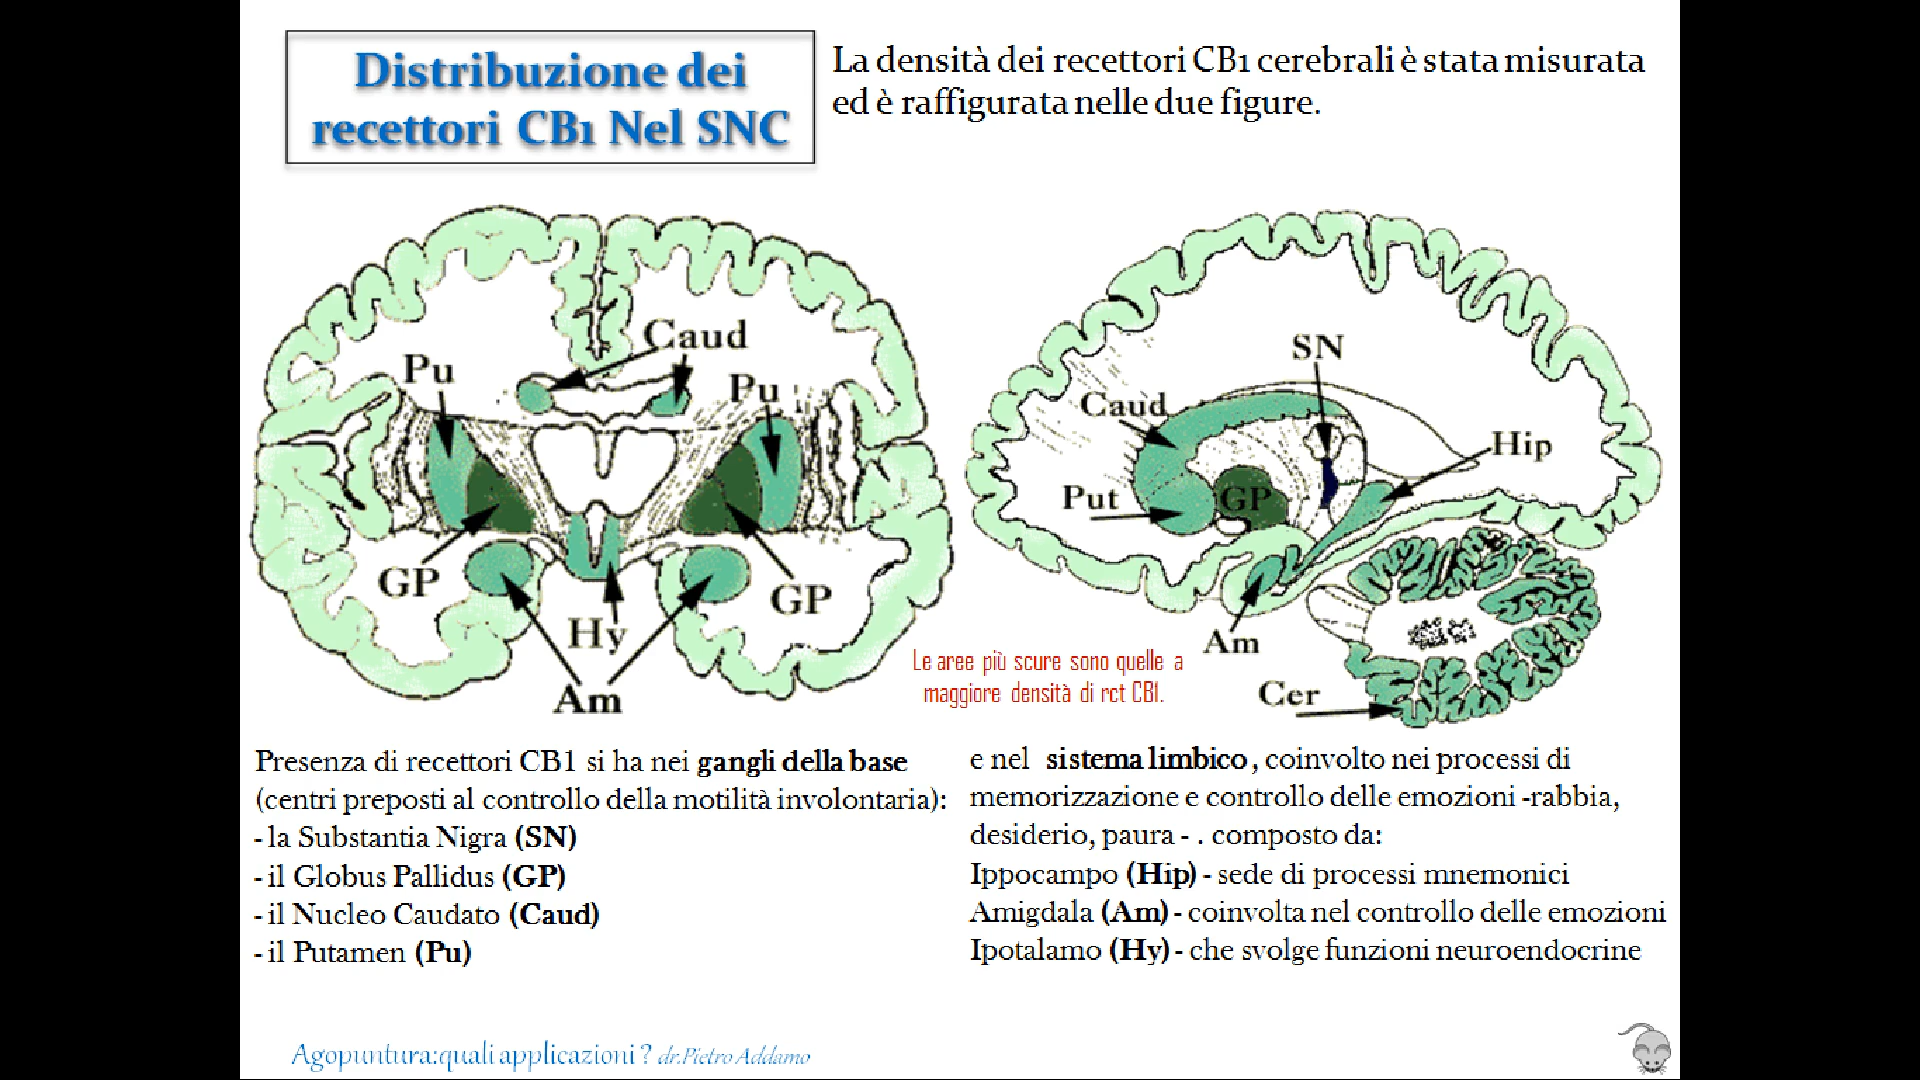 Distribuzione dei
recettori CB1 Nel SNC
La densità dei recettori CB1 cerebrali è stata misurata
ed è raffigurata nelle due figure.
Caud
Pu
Pu
GP
GP
Hy
Am
SN
Caud
Hip
Put
GP
Am
Cer
Le aree più scure sono quelle a
maggiore densità di rct CB1.
Presenza di recettori CB1 si ha nei gangli della base
(centri preposti al controllo della motilità involontaria):
- la Substantia Nigra (SN)
- il Globus Pallidus (GP)
- il Nucleo Caudato (Caud)
- il Putamen (Pu)
e nel sistema limbico, coinvolto nei processi di
memorizzazione e controllo delle emozioni -rabbia,
desiderio, paura - . composto da:
Ippocampo (Hip) - sede di processi mnemonici
Amigdala (Am) - coinvolta nel controllo delle emozioni
Ipotalamo (Hy) - che svolge funzioni neuroendocrine
Agopuntura:quali applicazioni ? dr.Pietro Addamo